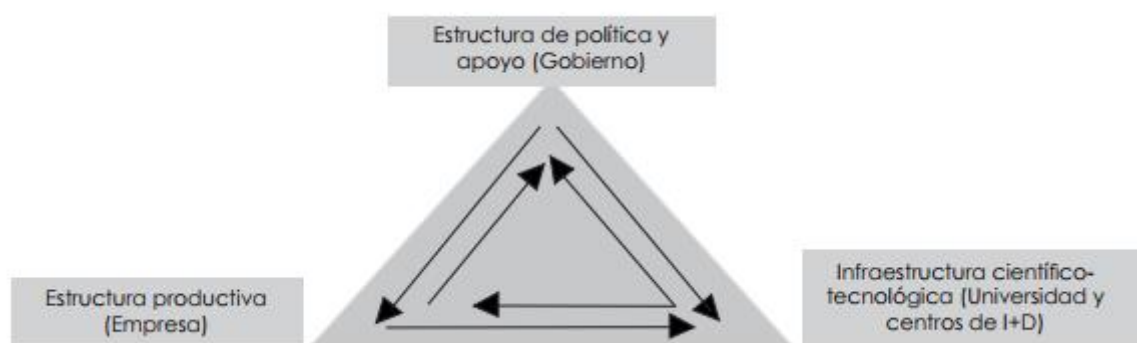 Estructura de política y
apoyo (Gobierno)
Estructura productiva
(Empresa)
Infraestructura científico-
tecnológica (Universidad y
centros de I+D)